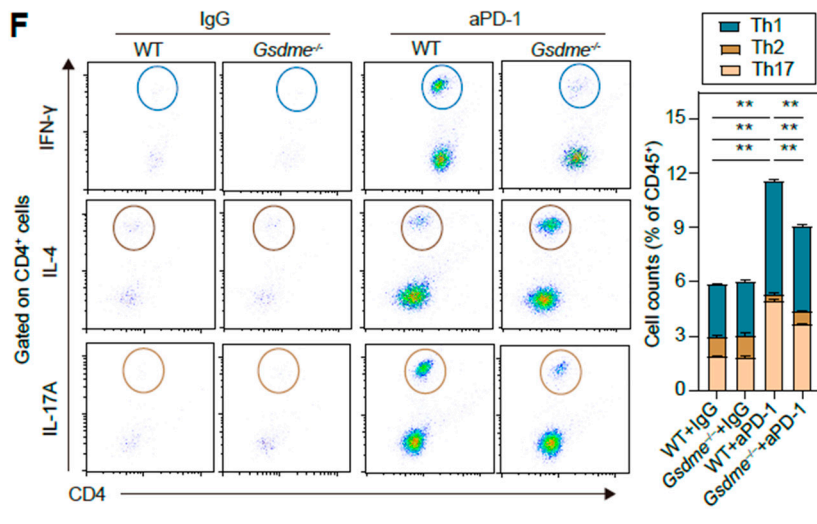 F
IgG
aPD-1
WT
Gsdme⁻/⁻
WT
Gsdme⁻/⁻
Gated on CD4⁺ cells
IFN-γ
IL-4
IL-17A
CD4
Th1
Th2
Th17
Cell counts (% of CD45⁺)
15
12
9
6
3
0
** **
** **
** **
WT+IgG
Gsdme⁻/⁻+IgG
WT+aPD-1
Gsdme⁻/⁻+aPD-1